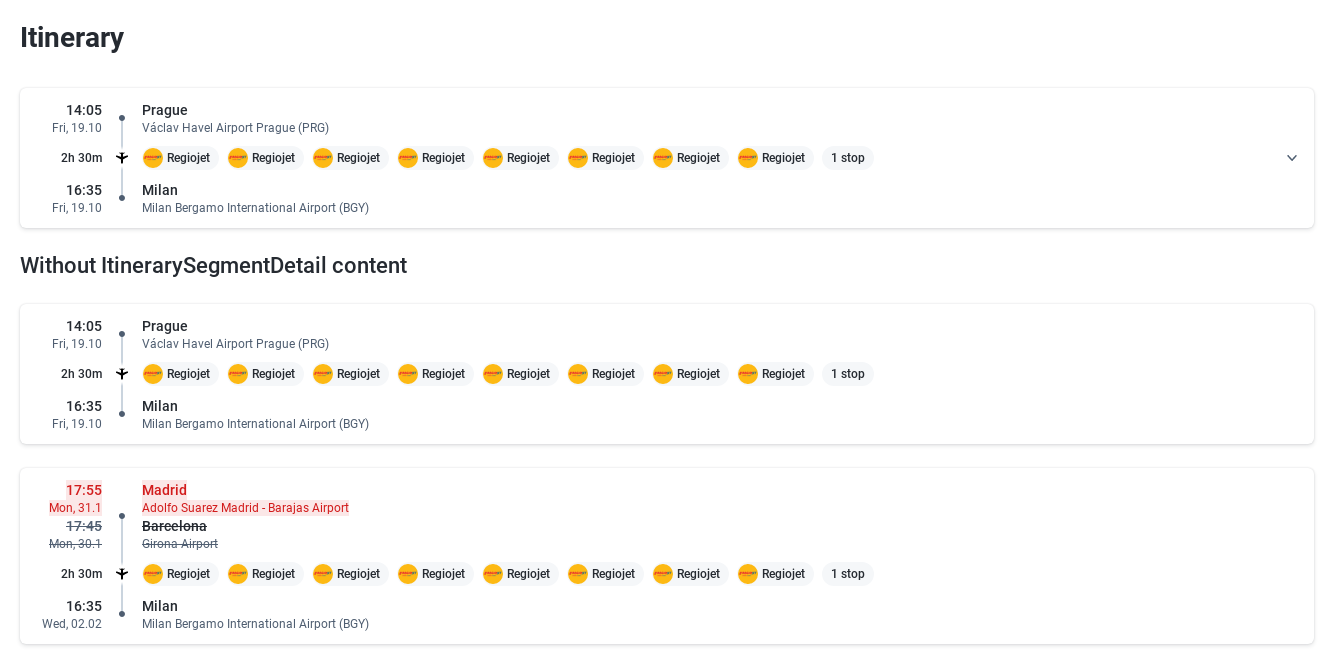 Itinerary
14:05 Prague
Fri, 19.10 Václav Havel Airport Prague (PRG)
2h 30m Regiojet Regiojet Regiojet Regiojet Regiojet Regiojet Regiojet Regiojet 1 stop
16:35 Milan
Fri, 19.10 Milan Bergamo International Airport (BGY)
Without ItinerarySegmentDetail content
14:05 Prague
Fri, 19.10 Václav Havel Airport Prague (PRG)
2h 30m Regiojet Regiojet Regiojet Regiojet Regiojet Regiojet Regiojet Regiojet 1 stop
16:35 Milan
Fri, 19.10 Milan Bergamo International Airport (BGY)
17:55 Madrid
Mon, 31.1 Adolfo Suarez Madrid - Barajas Airport
17:45 Barcelona
Mon, 30.1 Girona Airport
2h 30m Regiojet Regiojet Regiojet Regiojet Regiojet Regiojet Regiojet Regiojet 1 stop
16:35 Milan
Wed, 02.02 Milan Bergamo International Airport (BGY)